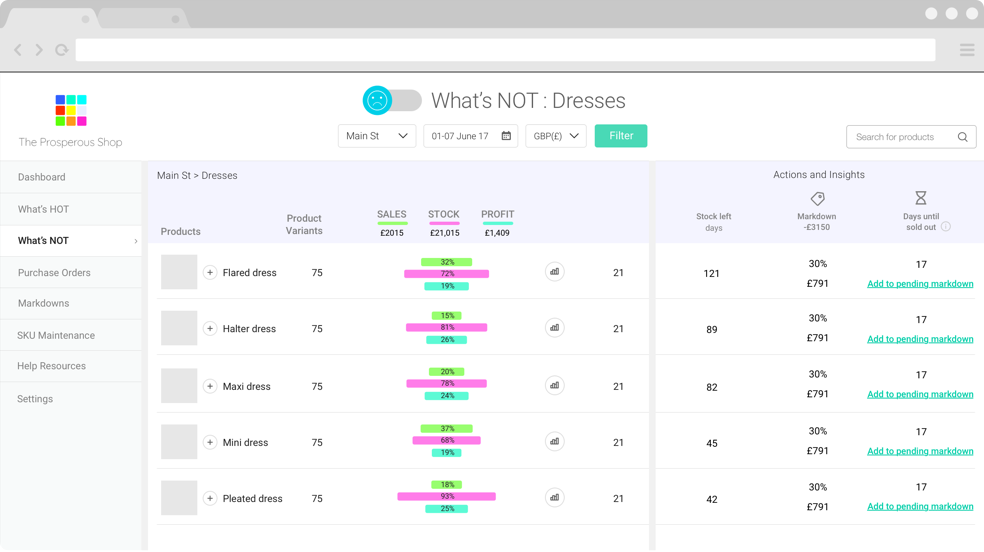 What's NOT : Dresses
Main St
01-07 June 17
GBP(£)
Filter
Search for products
The Prosperous Shop
Dashboard
What's HOT
What's NOT
Purchase Orders
Markdowns
SKU Maintenance
Help Resources
Settings
Main St > Dresses
Products
Product
Variants
SALES
£2015
STOCK
£21,015
PROFIT
£1,409
Actions and Insights
Stock left
days
Markdown
-£3150
Days until
sold out
Flared dress 75 32% 72% 19% 21 121 30% £791 17 Add to pending markdown
Halter dress 75 15% 81% 26% 21 89 30% £791 17 Add to pending markdown
Maxi dress 75 20% 78% 24% 21 82 30% £791 17 Add to pending markdown
Mini dress 75 37% 68% 19% 21 45 30% £791 17 Add to pending markdown
Pleated dress 75 18% 93% 25% 21 42 30% £791 17 Add to pending markdown